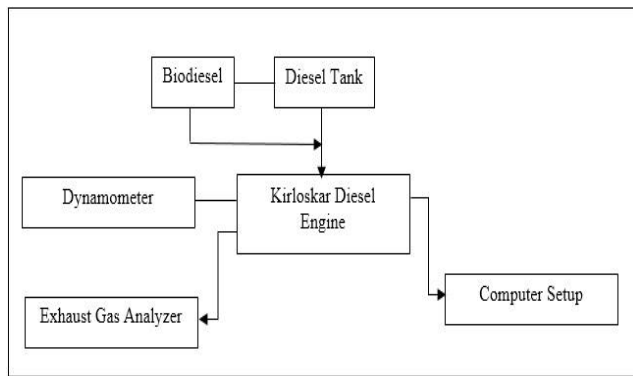 Biodiesel
Diesel Tank
Dynamometer
Kirloskar Diesel
Engine
Exhaust Gas Analyzer
Computer Setup